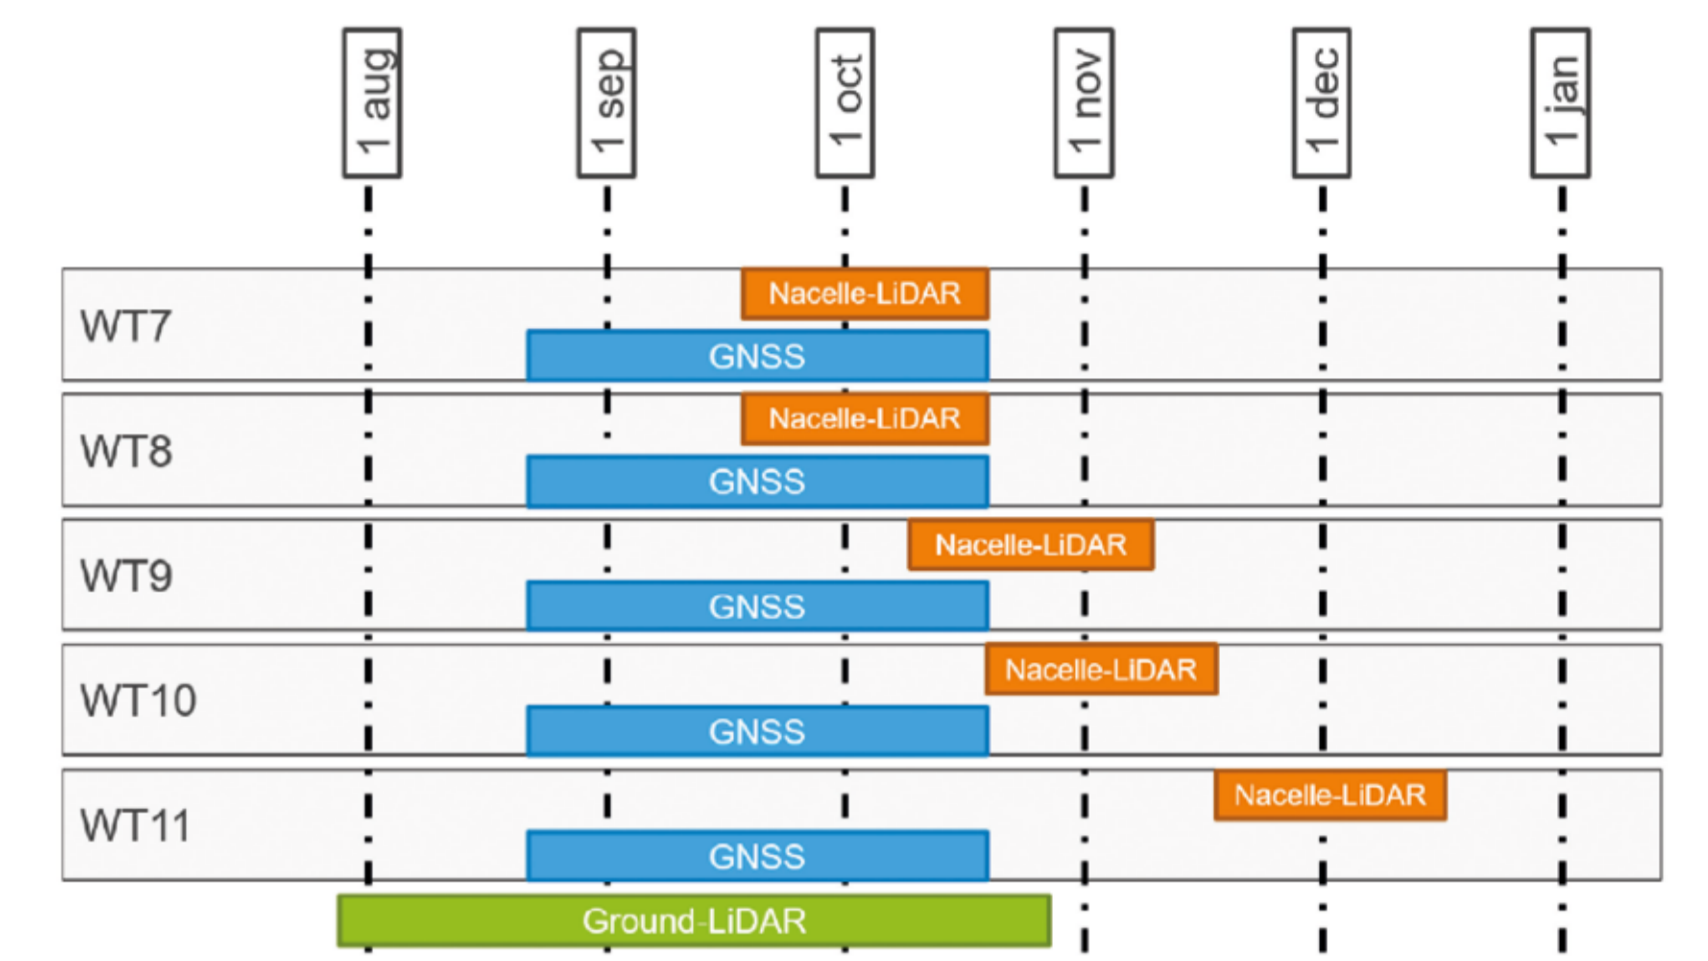 1 aug
1 sep
1 oct
1 nov
1 dec
1 jan
WT7
Nacelle-LiDAR
GNSS
WT8
Nacelle-LiDAR
GNSS
WT9
Nacelle-LiDAR
GNSS
WT10
Nacelle-LiDAR
GNSS
WT11
Nacelle-LiDAR
GNSS
Ground-LiDAR